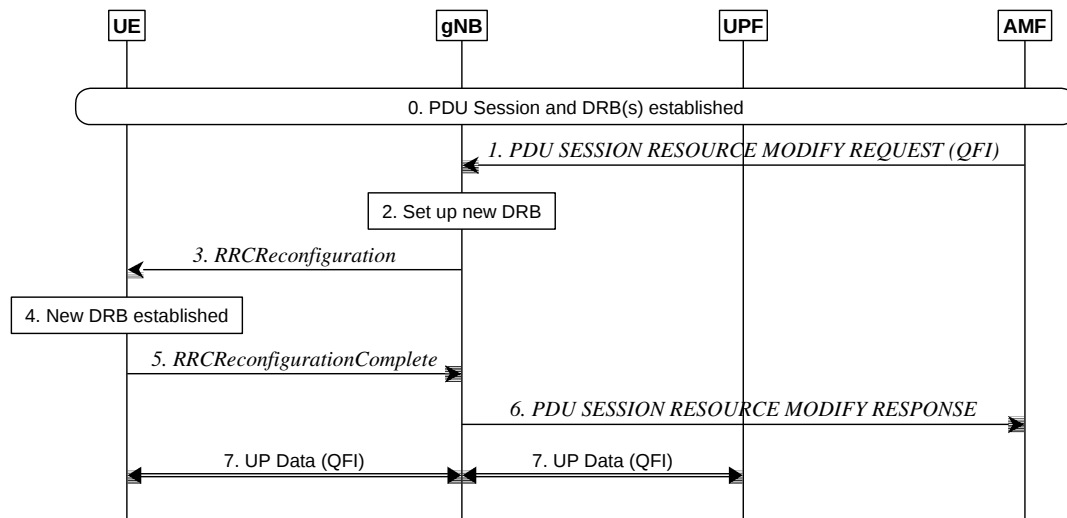 UE
gNB
UPF
AMF
0. PDU Session and DRB(s) established
1. PDU SESSION RESOURCE MODIFY REQUEST (QFI)
2. Set up new DRB
3. RRCReconfiguration
4. New DRB established
5. RRCReconfigurationComplete
6. PDU SESSION RESOURCE MODIFY RESPONSE
7. UP Data (QFI)
7. UP Data (QFI)